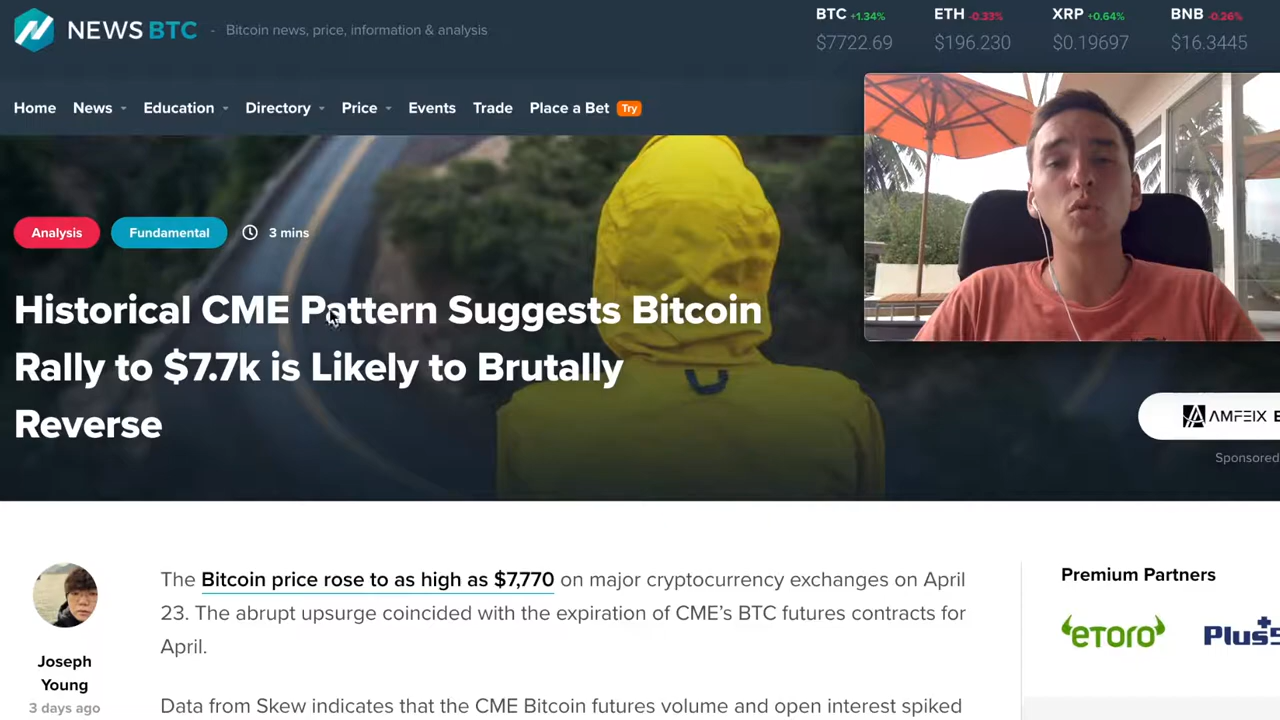 NEWS BTC - Bitcoin news, price, information & analysis
BTC +1.34% ETH -0.33% XRP +0.64% BNB -0.26%
$7722.69 $196.230 $0.19697 $16.3445
Home News Education Directory Price Events Trade Place a Bet Try
Analysis Fundamental 3 mins
Historical CME Pattern Suggests Bitcoin
Rally to $7.7k is Likely to Brutally
Reverse
AMFEIX
Sponsored
The Bitcoin price rose to as high as $7,770 on major cryptocurrency exchanges on April
23. The abrupt upsurge coincided with the expiration of CME’s BTC futures contracts for
April.
Data from Skew indicates that the CME Bitcoin futures volume and open interest spiked
Joseph
Young
3 days ago
Premium Partners
eToro Plus5